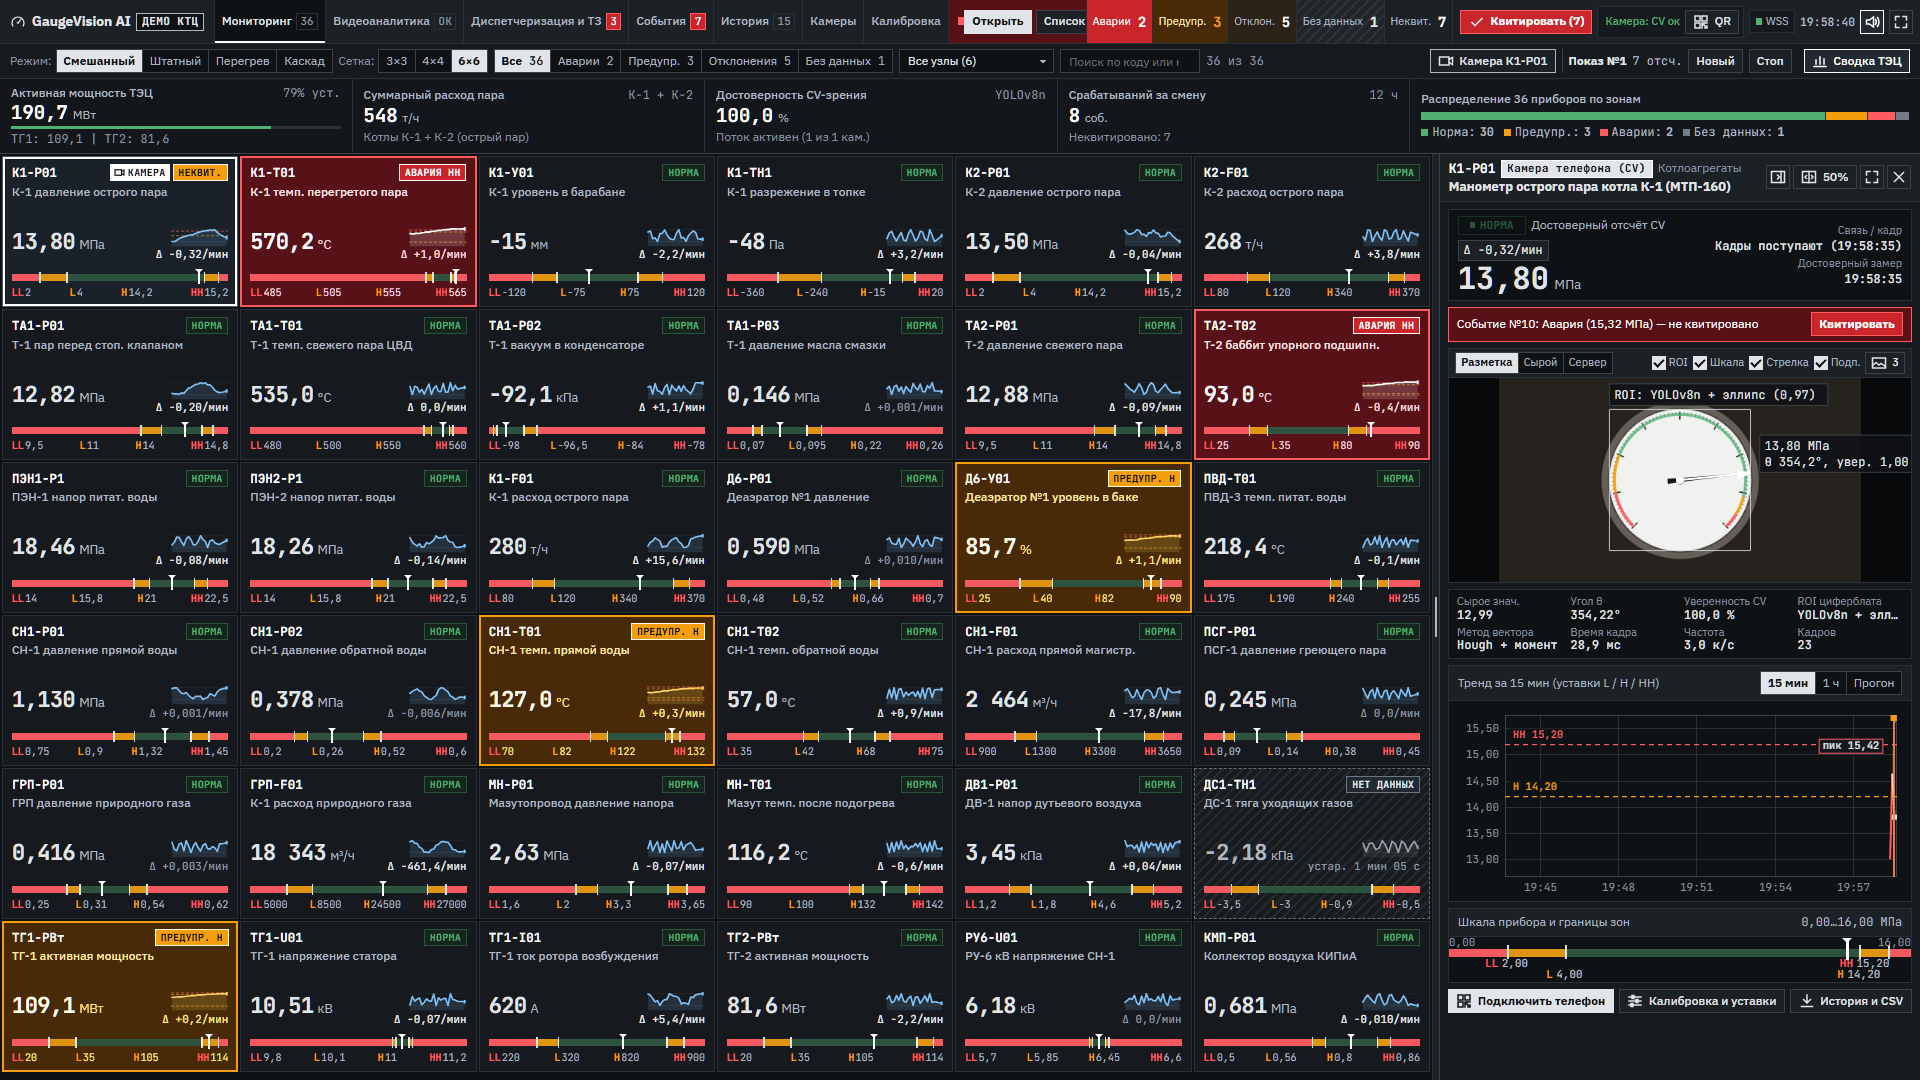 GaugeVision AI ДЕМО КТЦ Мониторинг 36 Видеоаналитика ОК Диспетчеризация и ТЗ 3 События 7 История 15 Камеры Калибровка Открыть Список Аварии 2 Предупр. 3 Отклон. 5 Без данных 1 Неквит. 7 Квитировать (7) Камера: CV ок QR WSS 19:58:40
Режим: Смешанный Штатный Перегрев Каскад Сетка: 3×3 4×4 6×6 Все 36 Аварии 2 Предупр. 3 Отклонения 5 Без данных 1 Все узлы (6) Поиск по коду или 36 из 36 Камера К1-Р01 Показ №1 7 отсч. Новый Стоп Сводка ТЭЦ
Активная мощность ТЭЦ 79% уст.
190,7 МВт
ТГ1: 109,1 | ТГ2: 81,6
Суммарный расход пара К-1 + К-2
548 т/ч
Котлы К-1 + К-2 (острый пар)
Достоверность CV-зрения YOLOv8n
100,0 %
Поток активен (1 из 1 кам.)
Срабатываний за смену 12 ч
8 соб.
Неквитировано: 7
Распределение 36 приборов по зонам
Норма: 30 Предупр.: 3 Аварии: 2 Без данных: 1
К1-Р01 КАМЕРА НЕКВИТ.
К-1 давление острого пара
13,80 МПа
Δ -0,32/мин
LL2 L4 H14,2 HH15,2
К1-Т01 АВАРИЯ HH
К-1 темп. перегретого пара
570,2 °C
Δ +1,0/мин
LL485 L505 H555 HH565
К1-У01 НОРМА
К-1 уровень в барабане
-15 мм
Δ -2,2/мин
LL-120 L-75 H75 HH120
К1-ТН1 НОРМА
К-1 разрежение в топке
-48 Па
Δ +3,2/мин
LL-360 L-240 H-15 HH20
К2-Р01 НОРМА
К-2 давление острого пара
13,50 МПа
Δ -0,04/мин
LL2 L4 H14,2 HH15,2
К2-F01 НОРМА
К-2 расход острого пара
268 т/ч
Δ +3,8/мин
LL80 L120 H340 HH370
ТА1-Р01 НОРМА
Т-1 пар перед стоп. клапаном
12,82 МПа
Δ -0,20/мин
LL9,5 L11 H14 HH14,8
ТА1-Т01 НОРМА
Т-1 темп. свежего пара ЦВД
535,0 °C
Δ 0,0/мин
LL480 L500 H550 HH560
ТА1-Р02 НОРМА
Т-1 вакуум в конденсаторе
-92,1 кПа
Δ +1,1/мин
LL-98 L-96,5 H-84 HH-78
ТА1-Р03 НОРМА
Т-1 давление масла смазки
0,146 МПа
Δ +0,001/мин
LL0,07 L0,095 H0,22 HH0,26
ТА2-Р01 НОРМА
Т-2 давление свежего пара
12,88 МПа
Δ -0,09/мин
LL9,5 L11 H14 HH14,8
ТА2-Т02 АВАРИЯ HH
Т-2 баббит упорного подшипн.
93,0 °C
Δ -0,4/мин
LL25 L35 H80 HH90
ПЭН1-Р1 НОРМА
ПЭН-1 напор питат. воды
18,46 МПа
Δ -0,08/мин
LL14 L15,8 H21 HH22,5
ПЭН2-Р1 НОРМА
ПЭН-2 напор питат. воды
18,26 МПа
Δ -0,14/мин
LL14 L15,8 H21 HH22,5
К1-F01 НОРМА
К-1 расход острого пара
280 т/ч
Δ +15,6/мин
LL80 L120 H340 HH370
Д6-Р01 НОРМА
Деаэратор №1 давление
0,590 МПа
Δ +0,010/мин
LL0,48 L0,52 H0,66 HH0,7
Д6-У01 ПРЕДУПР. H
Деаэратор №1 уровень в баке
85,7 %
Δ +1,1/мин
LL25 L40 H82 HH90
ПВД-Т01 НОРМА
ПВД-3 темп. питат. воды
218,4 °C
Δ -0,1/мин
LL175 L190 H240 HH255
СН1-Р01 НОРМА
СН-1 давление прямой воды
1,130 МПа
Δ +0,001/мин
LL0,75 L0,9 H1,32 HH1,45
СН1-Р02 НОРМА
СН-1 давление обратной воды
0,378 МПа
Δ -0,006/мин
LL0,2 L0,26 H0,52 HH0,6
СН1-Т01 ПРЕДУПР. H
СН-1 темп. прямой воды
127,0 °C
Δ +0,3/мин
LL70 L82 H122 HH132
СН1-Т02 НОРМА
СН-1 темп. обратной воды
57,0 °C
Δ +0,9/мин
LL35 L42 H68 HH75
СН1-F01 НОРМА
СН-1 расход прямой магистр.
2 464 м³/ч
Δ -17,8/мин
LL900 L1300 H3300 HH3650
ПСГ-Р01 НОРМА
ПСГ-1 давление греющего пара
0,245 МПа
Δ 0,0/мин
LL0,09 L0,14 H0,38 HH0,45
ГРП-Р01 НОРМА
ГРП давление природного газа
0,416 МПа
Δ +0,003/мин
LL0,25 L0,31 H0,54 HH0,62
ГРП-F01 НОРМА
К-1 расход природного газа
18 343 м³/ч
Δ -461,4/мин
LL5000 L8500 H24500 HH27000
МН-Р01 НОРМА
Мазутопровод давление напора
2,63 МПа
Δ -0,07/мин
LL1,6 L2 H3,3 HH3,65
МН-Т01 НОРМА
Мазут темп. после подогрева
116,2 °C
Δ -0,6/мин
LL90 L100 H132 HH142
ДВ1-Р01 НОРМА
ДВ-1 напор дутьевого воздуха
3,45 кПа
Δ +0,04/мин
LL1,2 L1,8 H4,6 HH5,2
ДС1-ТН1 НЕТ ДАННЫХ
ДС-1 тяга уходящих газов
-2,18 кПа
устар. 1 мин 05 с
LL-3,5 L-3 H-0,9 HH-0,5
ТГ1-РВт ПРЕДУПР. H
ТГ-1 активная мощность
109,1 МВт
Δ +0,2/мин
LL20 L35 H105 HH114
ТГ1-U01 НОРМА
ТГ-1 напряжение статора
10,51 кВ
Δ -0,07/мин
LL9,8 L10,1 H11 HH11,2
ТГ1-I01 НОРМА
ТГ-1 ток ротора возбуждения
620 А
Δ +5,4/мин
LL220 L320 H820 HH900
ТГ2-РВт НОРМА
ТГ-2 активная мощность
81,6 МВт
Δ -2,2/мин
LL20 L35 H105 HH114
РУ6-U01 НОРМА
РУ-6 кВ напряжение СН-1
6,18 кВ
Δ 0,0/мин
LL5,7 L5,85 H6,45 HH6,6
КМП-Р01 НОРМА
Коллектор воздуха КИПиА
0,681 МПа
Δ -0,010/мин
LL0,5 L0,56 H0,8 HH0,86
К1-Р01 Камера телефона (CV) Котлоагрегаты
Манометр острого пара котла К-1 (МТП-160)
50%
НОРМА Достоверный отсчёт CV
Δ -0,32/мин
13,80 МПа
Связь / кадр
Кадры поступают (19:58:35)
Достоверный замер
19:58:35
Событие №10: Авария (15,32 МПа) — не квитировано Квитировать
Разметка Сырой Сервер ROI Шкала Стрелка Подп. 3
ROI: YOLOv8n + эллипс (0,97)
13,80 МПа
θ 354,2°, увер. 1,00
Сырое знач. Угол θ Уверенность CV ROI циферблата
12,99 354,22° 100,0 % YOLOv8n + элл…
Метод вектора Время кадра Частота Кадров
Hough + момент 28,9 мс 3,0 к/с 23
Тренд за 15 мин (уставки L / H / HH) 15 мин 1 ч Прогон
15,50
15,00
14,50
14,00
13,50
13,00
HH 15,20
пик 15,42
H 14,20
19:45 19:48 19:51 19:54 19:57
Шкала прибора и границы зон 0,00…16,00 МПа
0,00 16,00
LL 2,00 HH 15,20
L 4,00 H 14,20
Подключить телефон Калибровка и уставки История и CSV